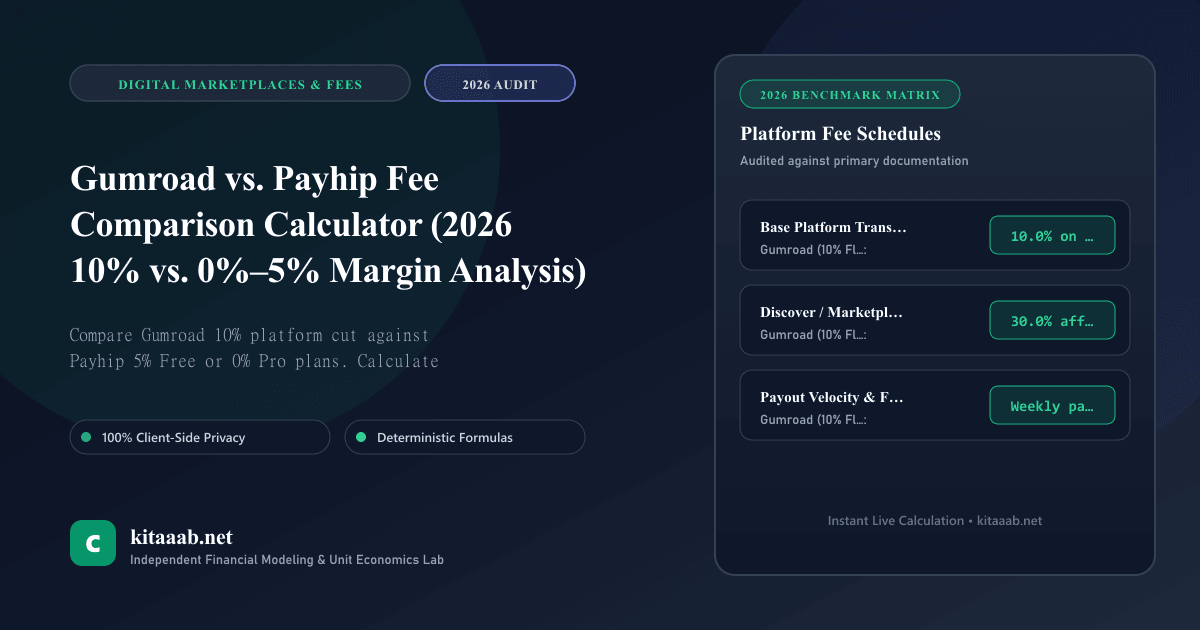 DIGITAL MARKETPLACES & FEES
2026 AUDIT
Gumroad vs. Payhip Fee
Comparison Calculator (2026
10% vs. 0%–5% Margin Analysis)
Compare Gumroad 10% platform cut against
Payhip 5% Free or 0% Pro plans. Calculate
100% Client-Side Privacy
Deterministic Formulas
C
kitaaab.net
Independent Financial Modeling & Unit Economics Lab
2026 BENCHMARK MATRIX
Platform Fee Schedules
Audited against primary documentation
Base Platform Trans…
Gumroad (10% Fl…:
10.0% on …
Discover / Marketpl…
Gumroad (10% Fl…:
30.0% aff…
Payout Velocity & F…
Gumroad (10% Fl…:
Weekly pa…
Instant Live Calculation • kitaaab.net